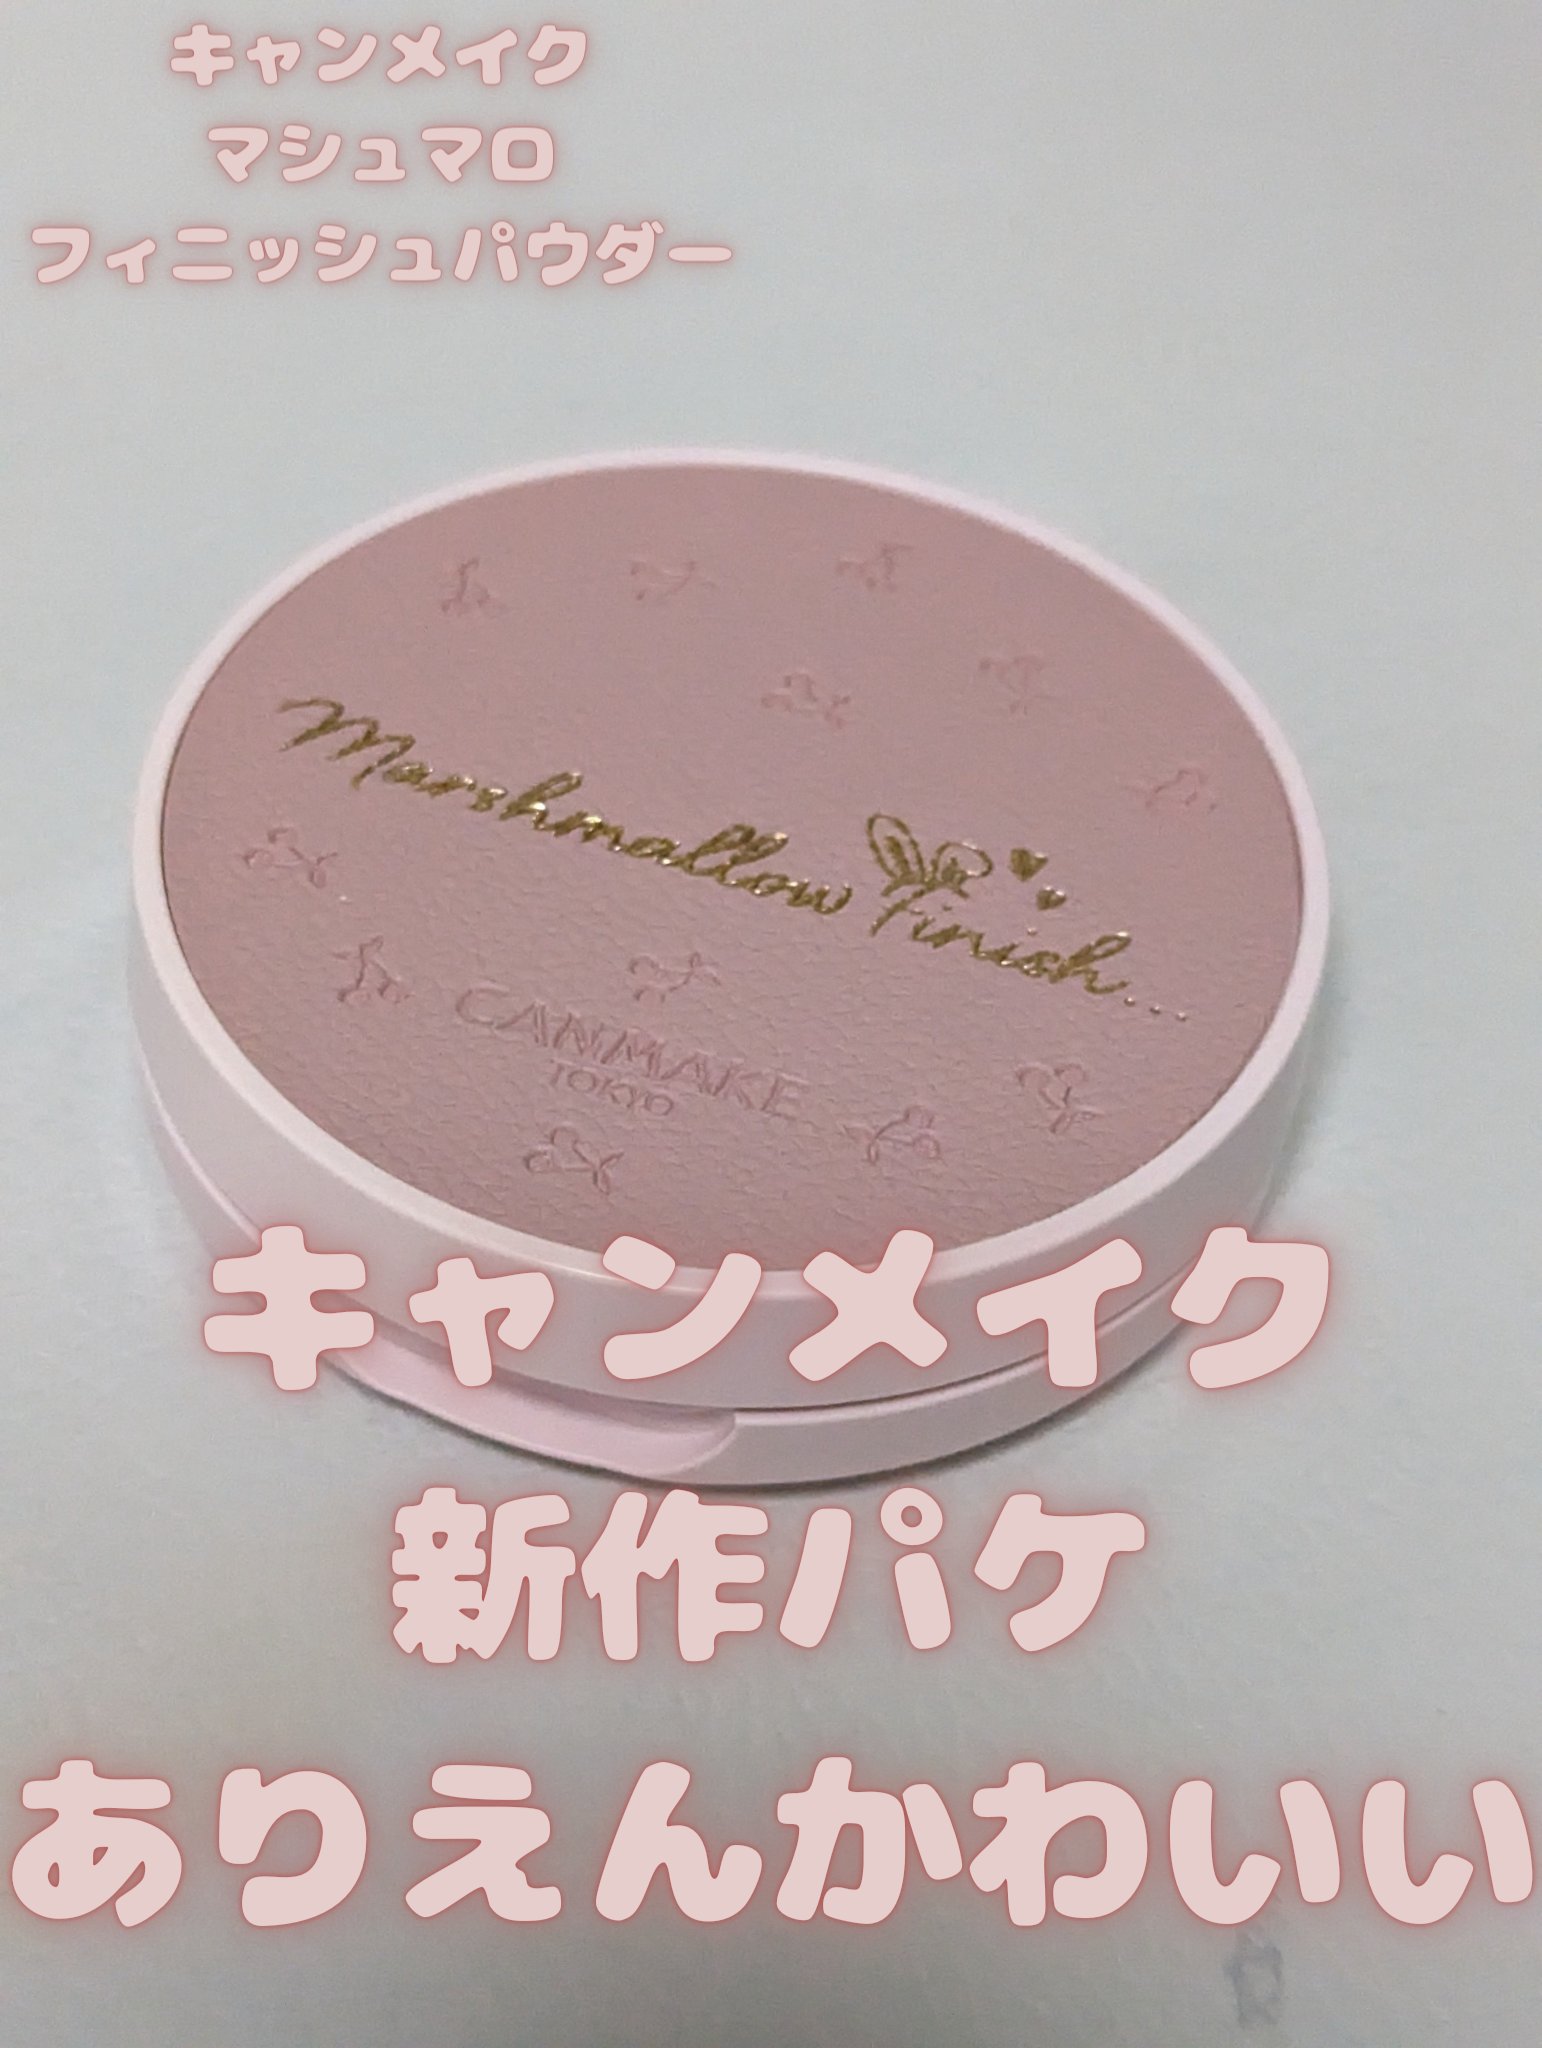 キャンメイク
マシュマロ
フィニッシュパウダー
Marshmallow Finish...
CANMAKE
TOKYO
キャンメイク
新作パケ
ありえんかわいい